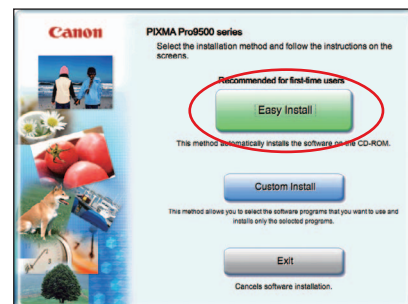 Canon
PIXMA Pro9500 series
Select the installation method and follow the instructions on the
screens.
Recommended for first-time users
Easy Install
This method automatically installs the software on the CD-ROM.
Custom Install
This method allows you to select the software programs that you want to use and
installs only the selected programs.
Exit
Cancels software installation.